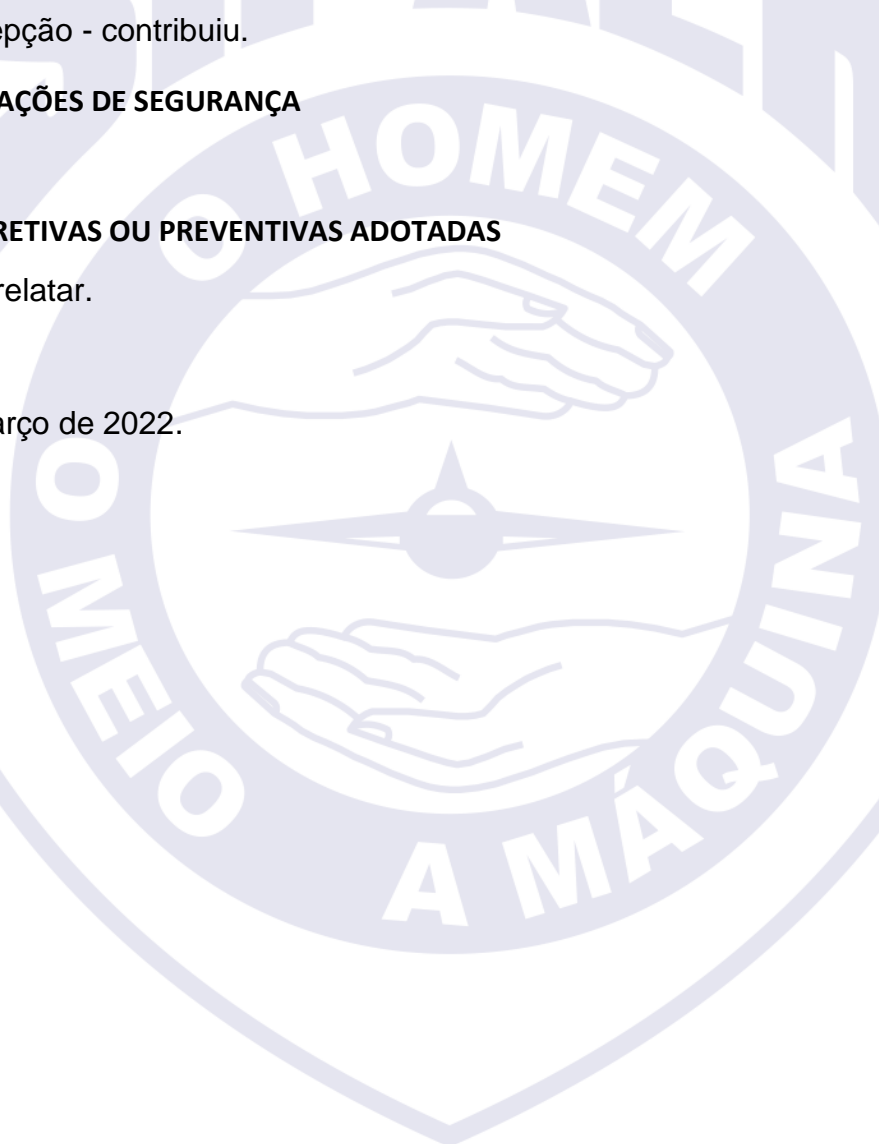 epção - contribuiu.
AÇÕES DE SEGURANÇA
RETIVAS OU PREVENTIVAS ADOTADAS
relatar.
arço de 2022.
O HOMEM
O MEIO
A MÁQUINA